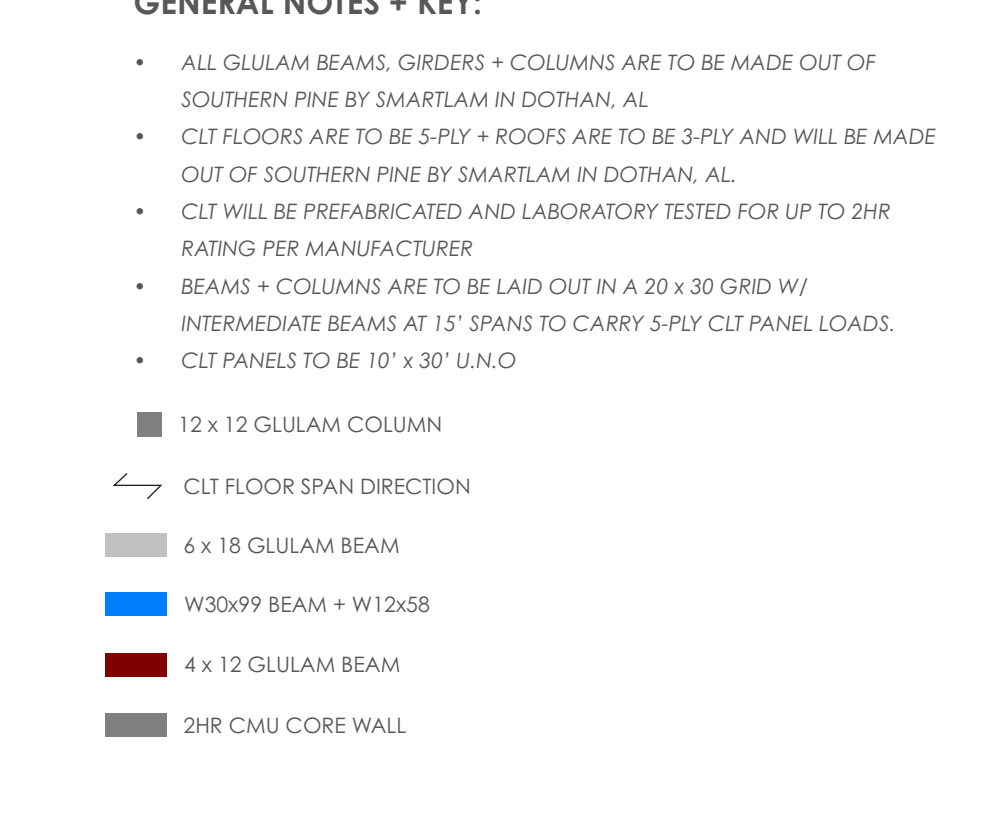 GENERAL NOTES + KEY:
• ALL GLULAM BEAMS, GIRDERS + COLUMNS ARE TO BE MADE OUT OF
SOUTHERN PINE BY SMARTLAM IN DOTHAN, AL
• CLT FLOORS ARE TO BE 5-PLY + ROOFS ARE TO BE 3-PLY AND WILL BE MADE
OUT OF SOUTHERN PINE BY SMARTLAM IN DOTHAN, AL.
• CLT WILL BE PREFABRICATED AND LABORATORY TESTED FOR UP TO 2HR
RATING PER MANUFACTURER
• BEAMS + COLUMNS ARE TO BE LAID OUT IN A 20 x 30 GRID W/
INTERMEDIATE BEAMS AT 15’ SPANS TO CARRY 5-PLY CLT PANEL LOADS.
• CLT PANELS TO BE 10’ x 30’ U.N.O
12 x 12 GLULAM COLUMN
CLT FLOOR SPAN DIRECTION
6 x 18 GLULAM BEAM
W30x99 BEAM + W12x58
4 x 12 GLULAM BEAM
2HR CMU CORE WALL